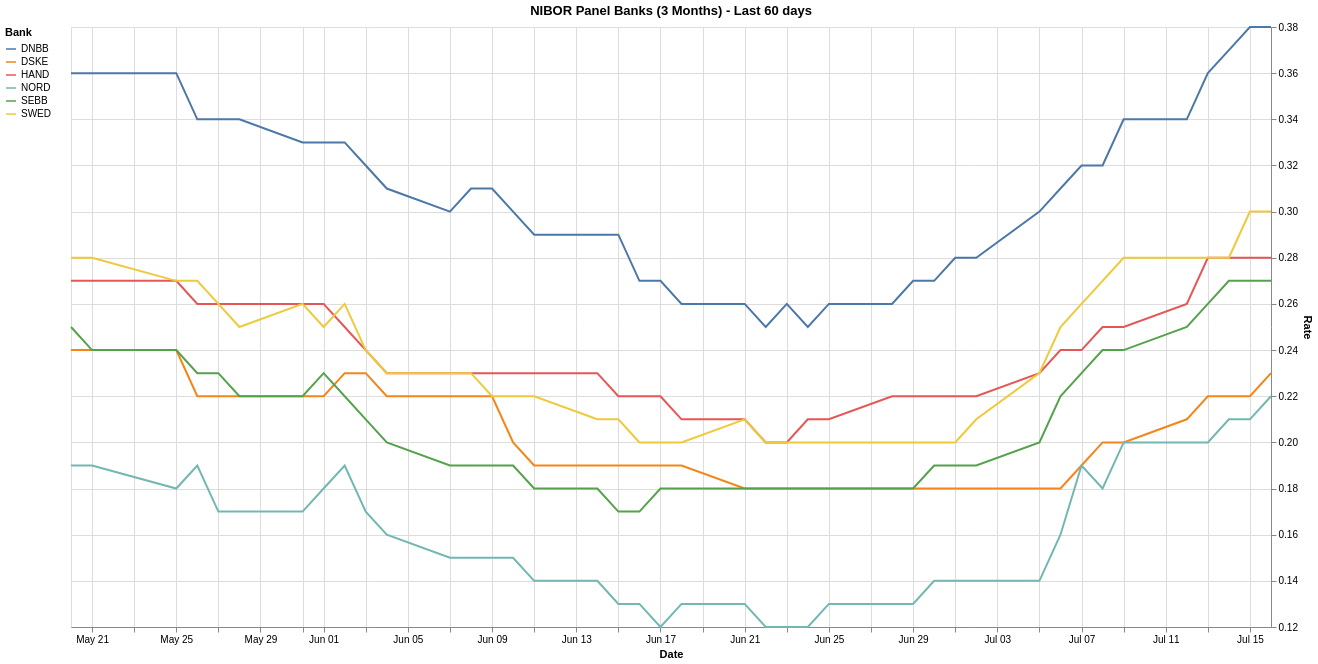 NIBOR Panel Banks (3 Months) - Last 60 days
Bank
DNBB
DSKE
HAND
NORD
SEBB
SWED
0.38
0.36
0.34
0.32
0.30
0.28
0.26
0.24
0.22
0.20
0.18
0.16
0.14
0.12
Rate
May 21 May 25 May 29 Jun 01 Jun 05 Jun 09 Jun 13 Jun 17 Jun 21 Jun 25 Jun 29 Jul 03 Jul 07 Jul 11 Jul 15
Date